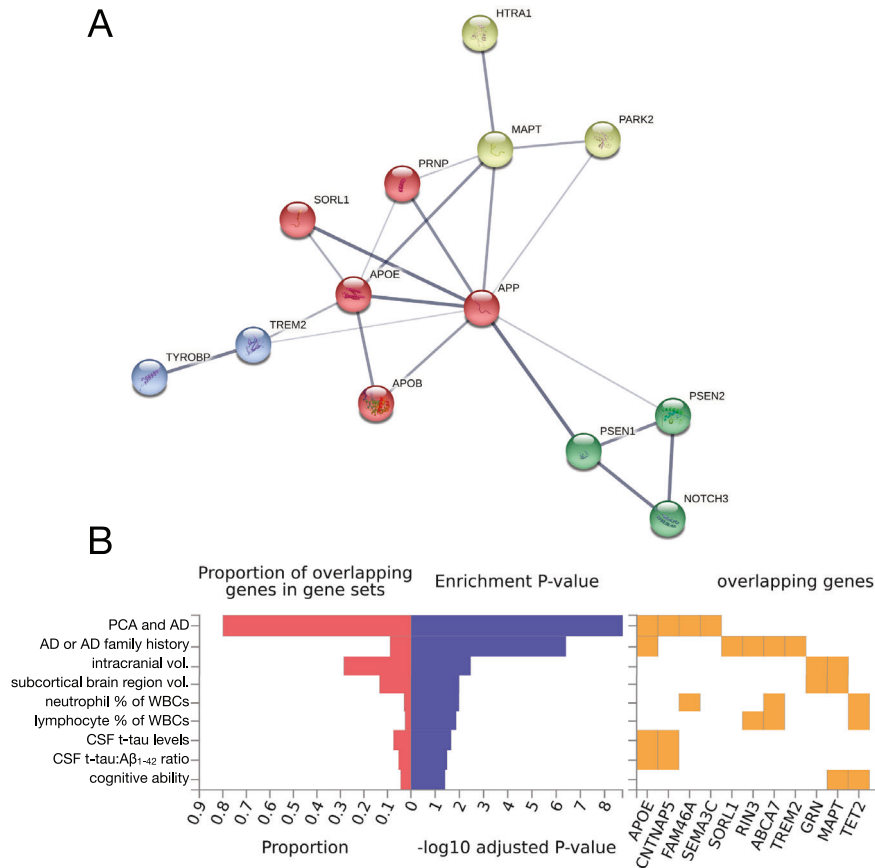 A
HTRA1
MAPT
PARK2
PRNP
SORL1
APOE
APP
TREM2
TYROBP
APOB
PSEN2
PSEN1
NOTCH3
B
Proportion of overlapping
genes in gene sets
Enrichment P-value
overlapping genes
PCA and AD
AD or AD family history
intracranial vol.
subcortical brain region vol.
neutrophil % of WBCs
lymphocyte % of WBCs
CSF t-tau levels
CSF t-tau:Aβ₁₋₄₂ ratio
cognitive ability
0.9 0.8 0.7 0.6 0.5 0.4 0.3 0.2 0.1 0 1 2 3 4 5 6 7 8
APOE CNTNAP5 FAM46A SEMA3C SORL1 RIN3 ABCA7 TREM2 GRN MAPT TET2
Proportion
-log10 adjusted P-value